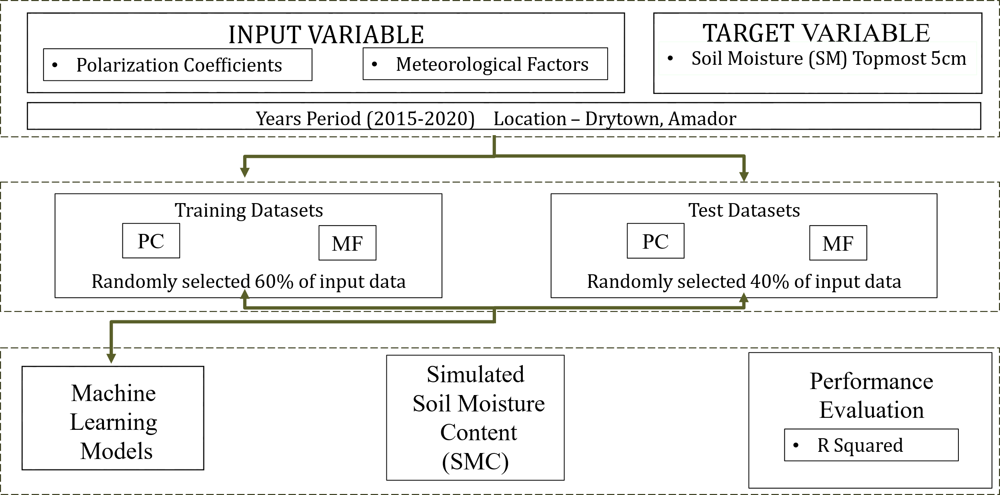 INPUT VARIABLE
• Polarization Coefficients
• Meteorological Factors
TARGET VARIABLE
• Soil Moisture (SM) Topmost 5cm
Years Period (2015-2020) Location – Drytown, Amador
Training Datasets
PC
MF
Randomly selected 60% of input data
Test Datasets
PC
MF
Randomly selected 40% of input data
Machine
Learning
Models
Simulated
Soil Moisture
Content
(SMC)
Performance
Evaluation
• R Squared